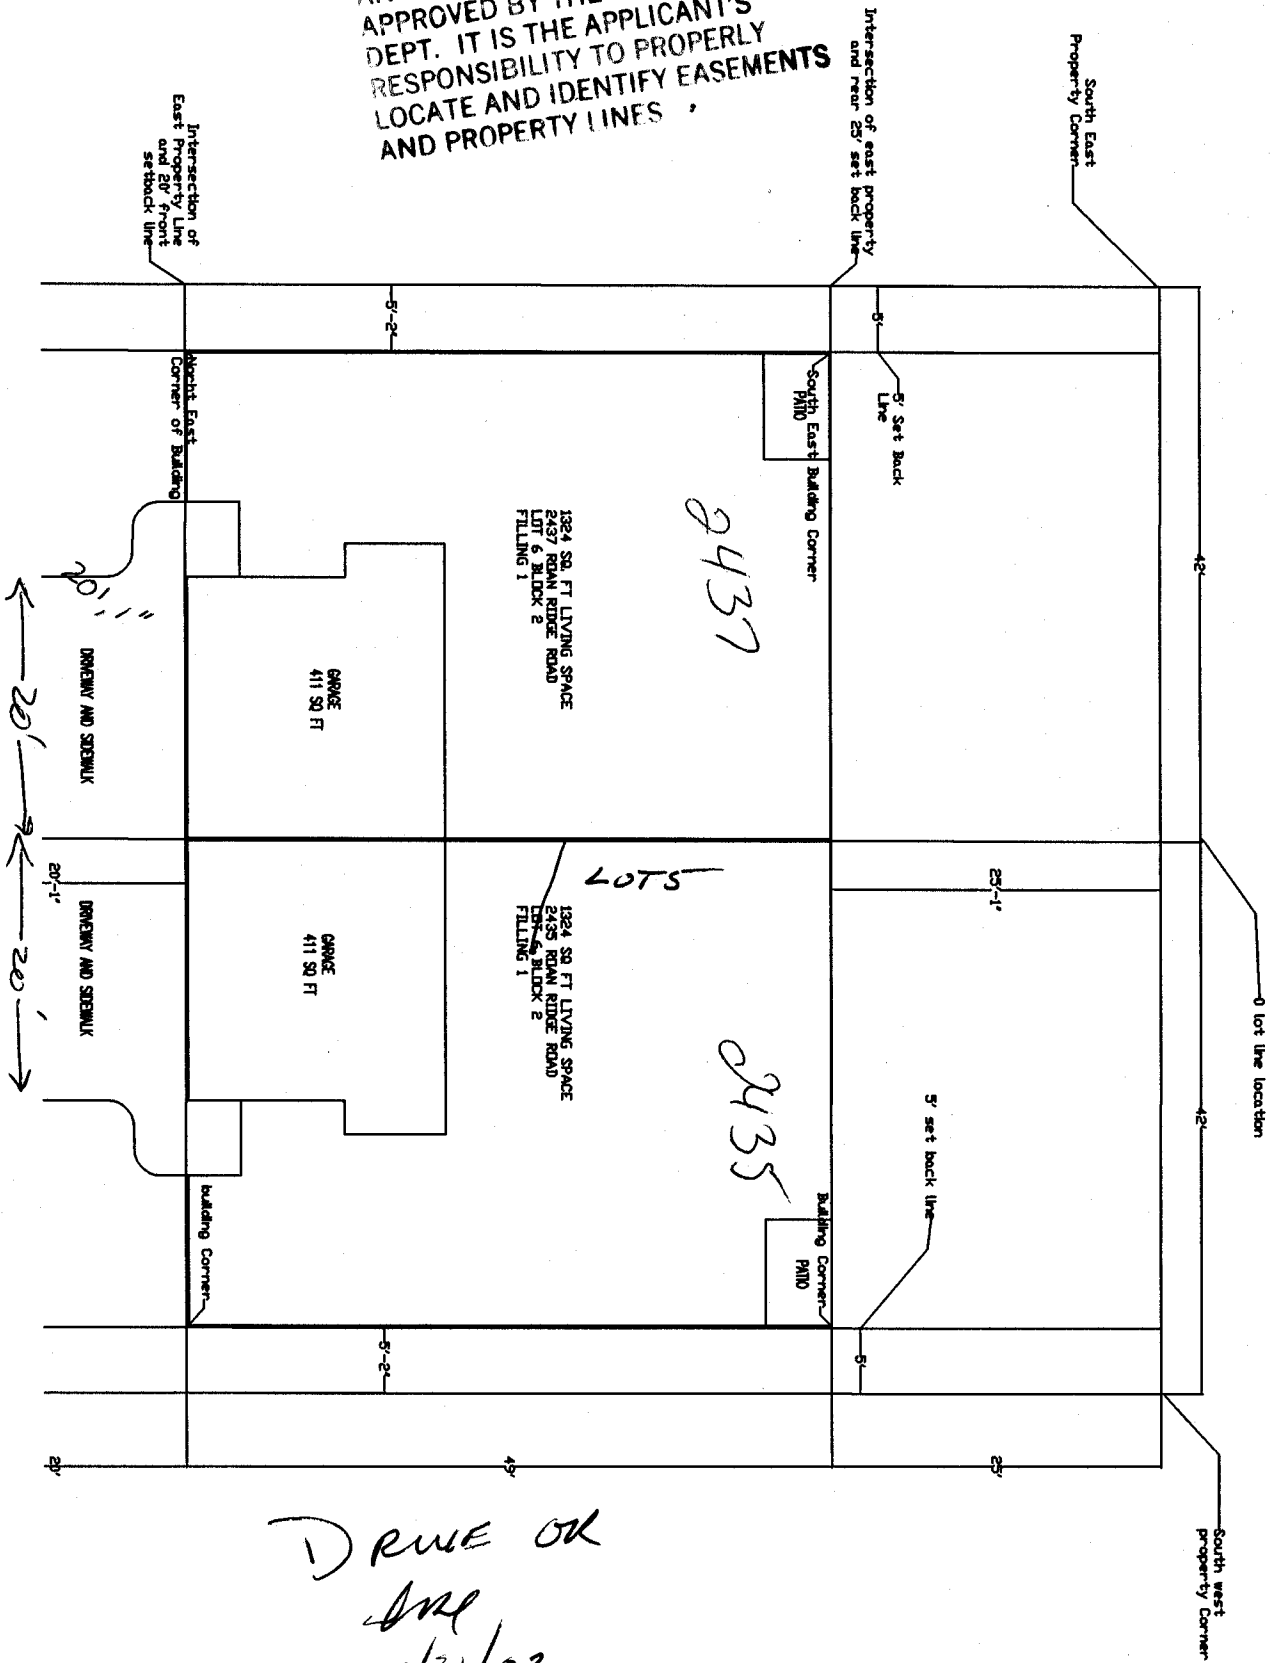 APPROVED BY THE
DEPT. IT IS THE APPLICANT'S
RESPONSIBILITY TO PROPERLY
LOCATE AND IDENTIFY EASEMENTS
AND PROPERTY LINES
South East
Property Corner
Intersection of east property
and rear 25' set back line
Intersection of
East Property Line
and 20' front
setback line
42'
42'
0 lot line location
South west
property Corner
5'
5' Set Back
Line
25'-1"
5' set back line
5'
25'
South East Building Corner
PATIO
Building Corner
PATIO
2437
2435
LOTS
1324 SQ. FT LIVING SPACE
2437 ROAN RIDGE ROAD
LOT 6 BLOCK 2
FILLING 1
1324 SQ FT LIVING SPACE
2435 ROAN RIDGE ROAD
LOT 6 BLOCK 2
FILLING 1
49'
5'-2"
5'-2"
GARAGE
411 SQ FT
GARAGE
411 SQ FT
Norht East
Corner of Building
building Corner
20'
DRIVEWAY AND SIDEWALK
DRIVEWAY AND SIDEWALK
20'-1"
20'
20'
20'
DRIVE OK